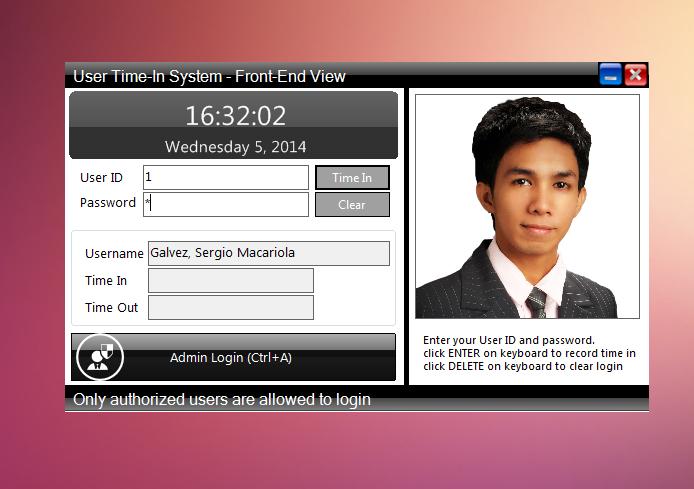 User Time-In System - Front-End View
16:32:02
Wednesday 5, 2014
User ID 1 Time In
Password * Clear
Username Galvez, Sergio Macariola
Time In
Time Out
Admin Login (Ctrl+A)
Enter your User ID and password.
click ENTER on keyboard to record time in
click DELETE on keyboard to clear login
Only authorized users are allowed to login